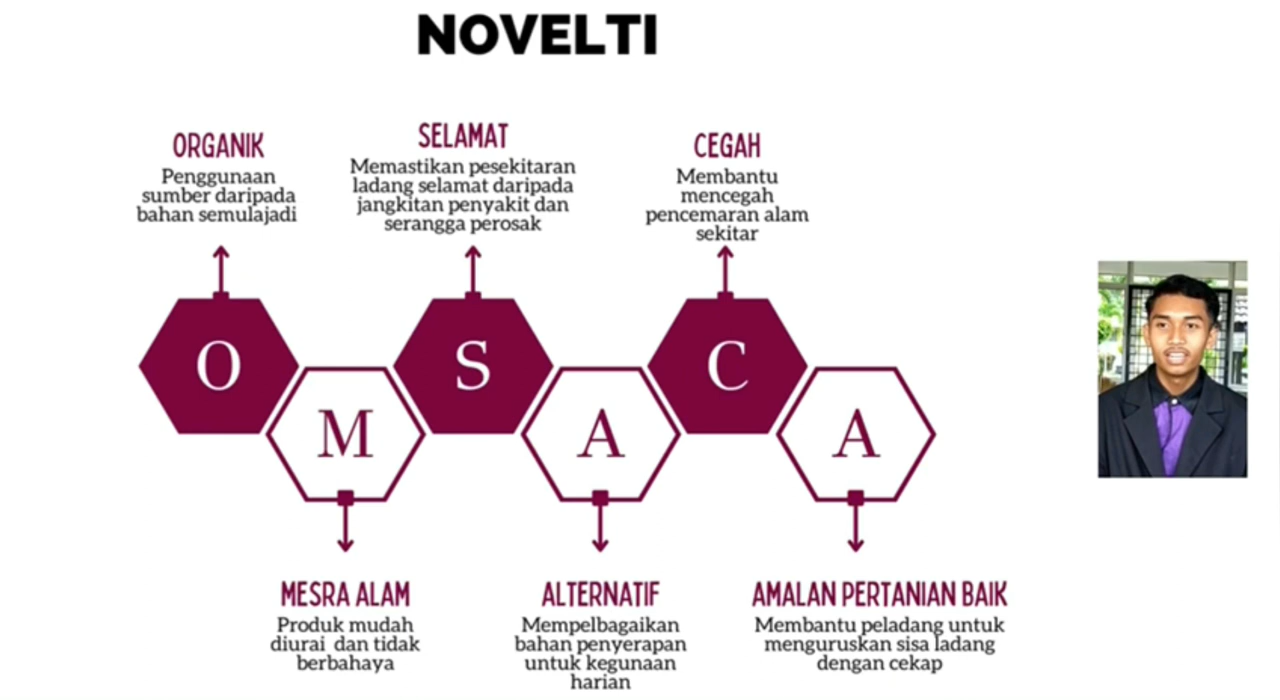 NOVELTI
ORGANIK
Penggunaan
sumber daripada
bahan semulajadi
SELAMAT
Memastikan pesekitaran
ladang selamat daripada
jangkitan penyakit dan
serangga perosak
CEGAH
Membantu
mencegah
pencemaran alam
sekitar
O
M
S
A
C
A
MESRA ALAM
Produk mudah
diurai dan tidak
berbahaya
ALTERNATIF
Mempelbagaikan
bahan penyerapan
untuk kegunaan
harian
AMALAN PERTANIAN BAIK
Membantu peladang untuk
menguruskan sisa ladang
dengan cekap